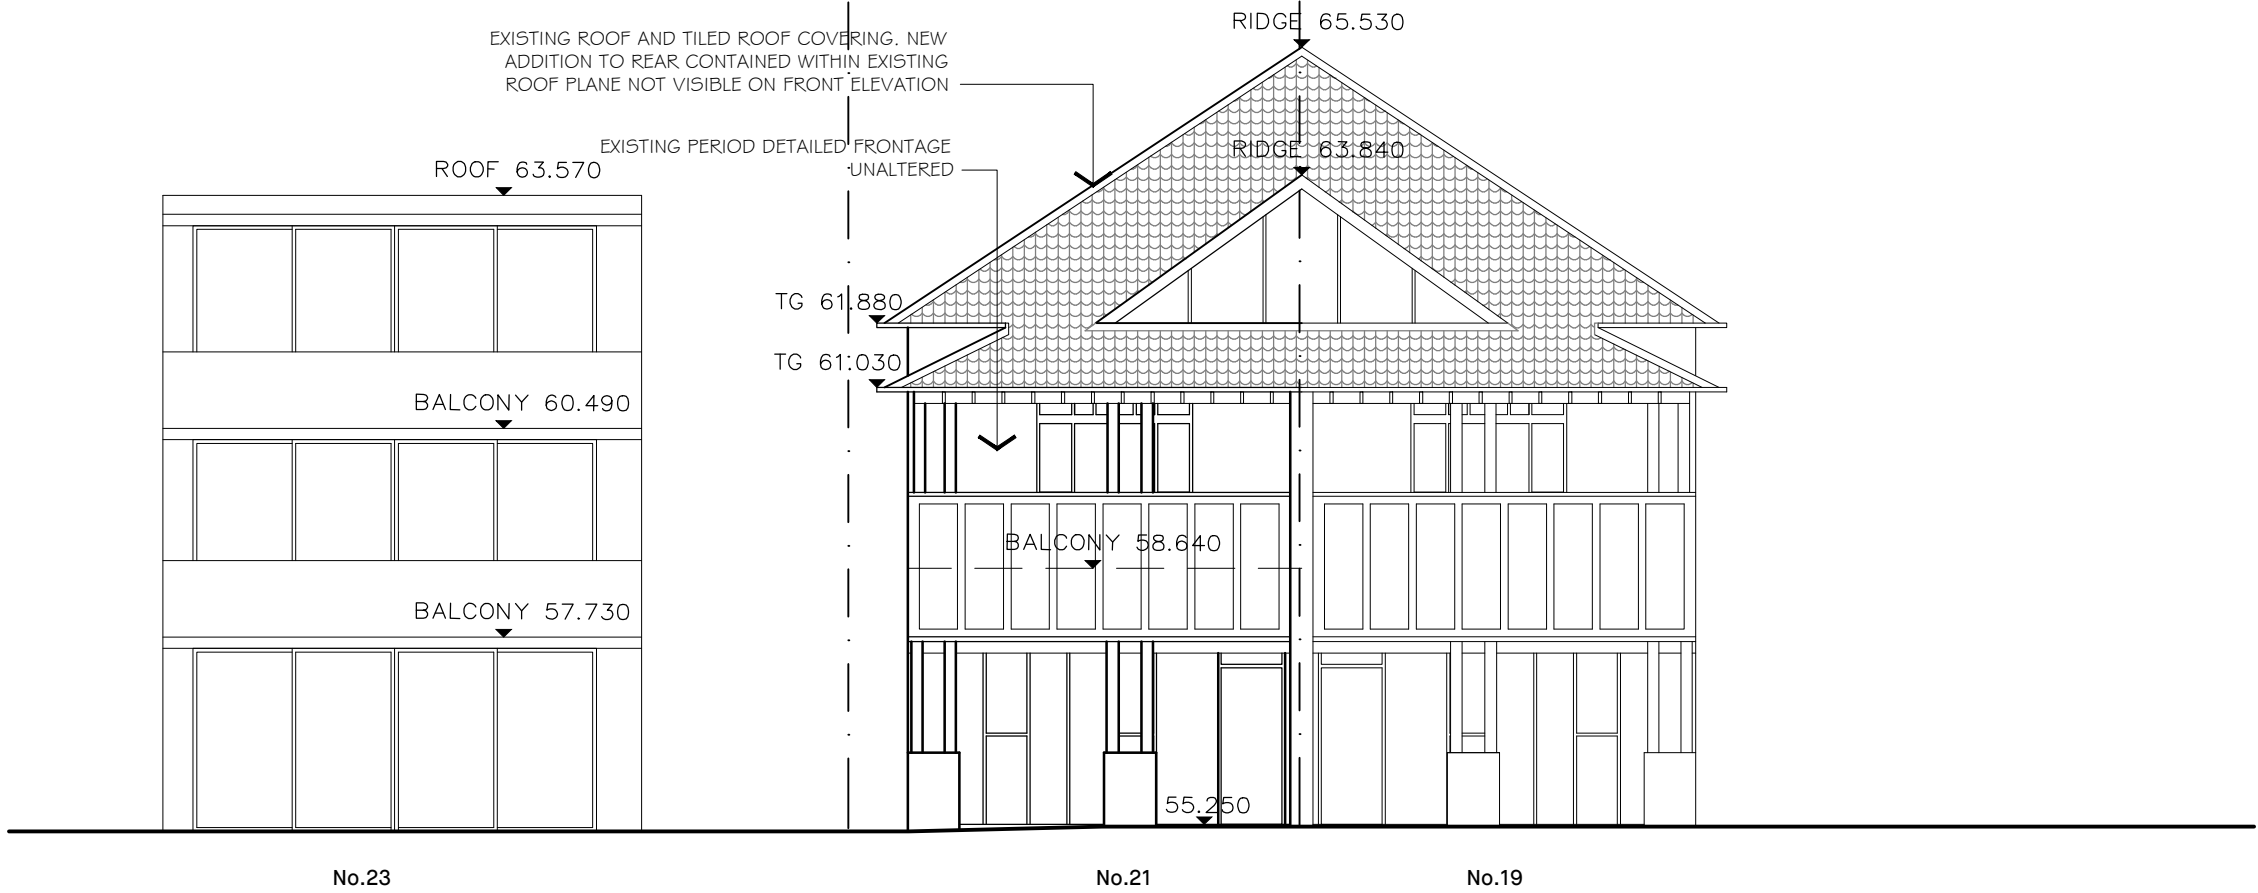 RIDGE 65.530
EXISTING ROOF AND TILED ROOF COVERING. NEW
ADDITION TO REAR CONTAINED WITHIN EXISTING
ROOF PLANE NOT VISIBLE ON FRONT ELEVATION
EXISTING PERIOD DETAILED FRONTAGE
UNALTERED
RIDGE 63.840
ROOF 63.570
TG 61.880
TG 61.030
BALCONY 60.490
BALCONY 58.640
BALCONY 57.730
55.250
No.23
No.21
No.19